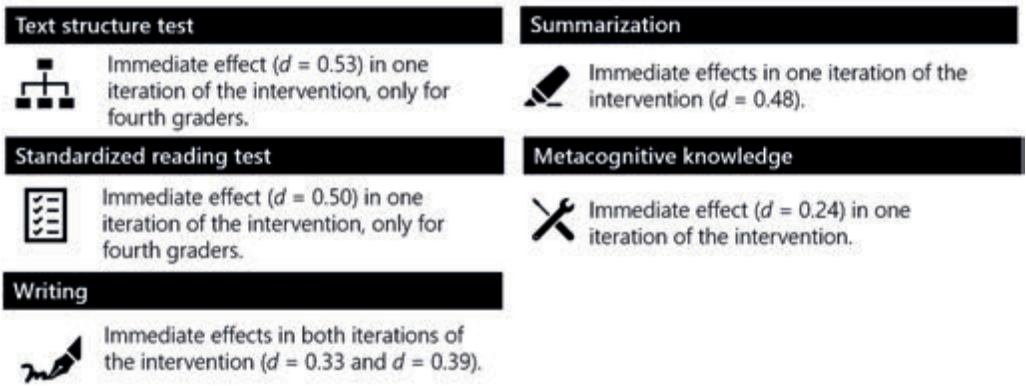 Text structure test
Immediate effect (d = 0.53) in one
iteration of the intervention, only for
fourth graders.
Standardized reading test
Immediate effect (d = 0.50) in one
iteration of the intervention, only for
fourth graders.
Writing
Immediate effects in both iterations of
the intervention (d = 0.33 and d = 0.39).
Summarization
Immediate effects in one iteration of the
intervention (d = 0.48).
Metacognitive knowledge
Immediate effect (d = 0.24) in one
iteration of the intervention.